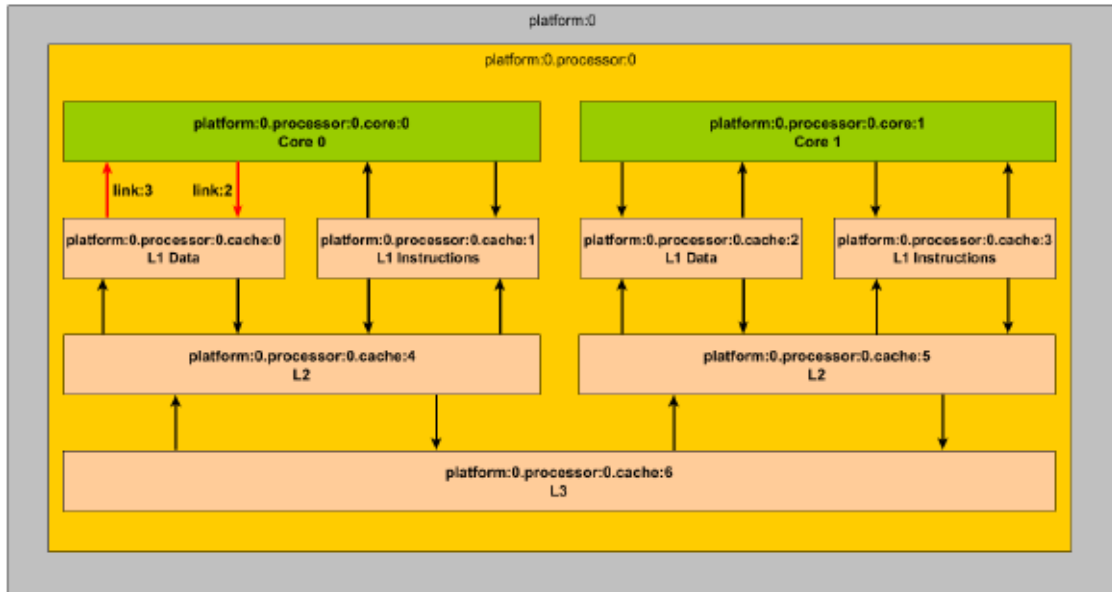 platform:0
platform:0.processor:0
platform:0.processor:0.core:0
Core 0
platform:0.processor:0.core:1
Core 1
link:3
link:2
platform:0.processor:0.cache:0
L1 Data
platform:0.processor:0.cache:1
L1 Instructions
platform:0.processor:0.cache:2
L1 Data
platform:0.processor:0.cache:3
L1 Instructions
platform:0.processor:0.cache:4
L2
platform:0.processor:0.cache:5
L2
platform:0.processor:0.cache:6
L3